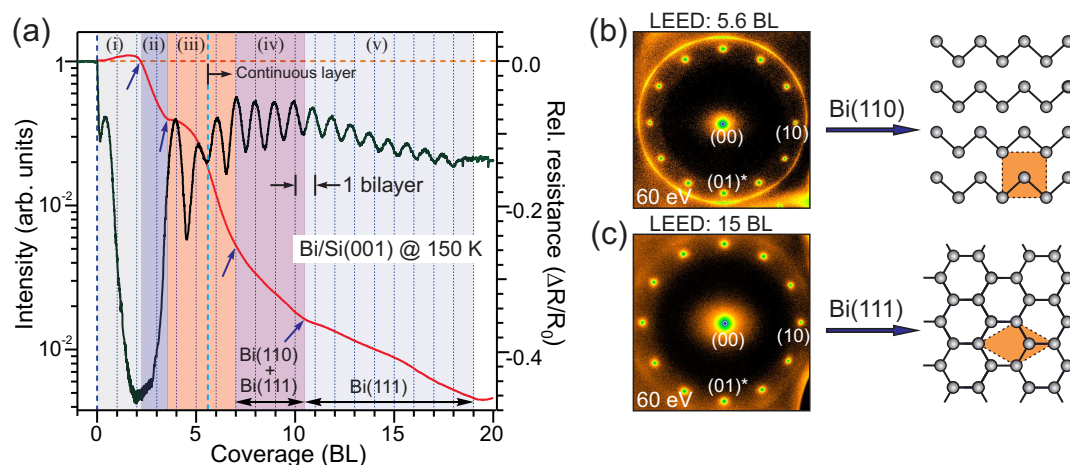 (a)
(i)
(ii)
(iii)
(iv)
(v)
Continuous layer
1 bilayer
Bi/Si(001) @ 150 K
Bi(110)
+
Bi(111)
Bi(111)
Intensity (arb. units)
1
10⁻¹
10⁻²
10⁻²
0
5
10
15
20
Coverage (BL)
0.0
-0.2
-0.4
Rel. resistance (ΔR/R₀)
(b)
LEED: 5.6 BL
(00)
(10)
(01)*
60 eV
Bi(110)
(c)
LEED: 15 BL
(00)
(10)
(01)*
60 eV
Bi(111)